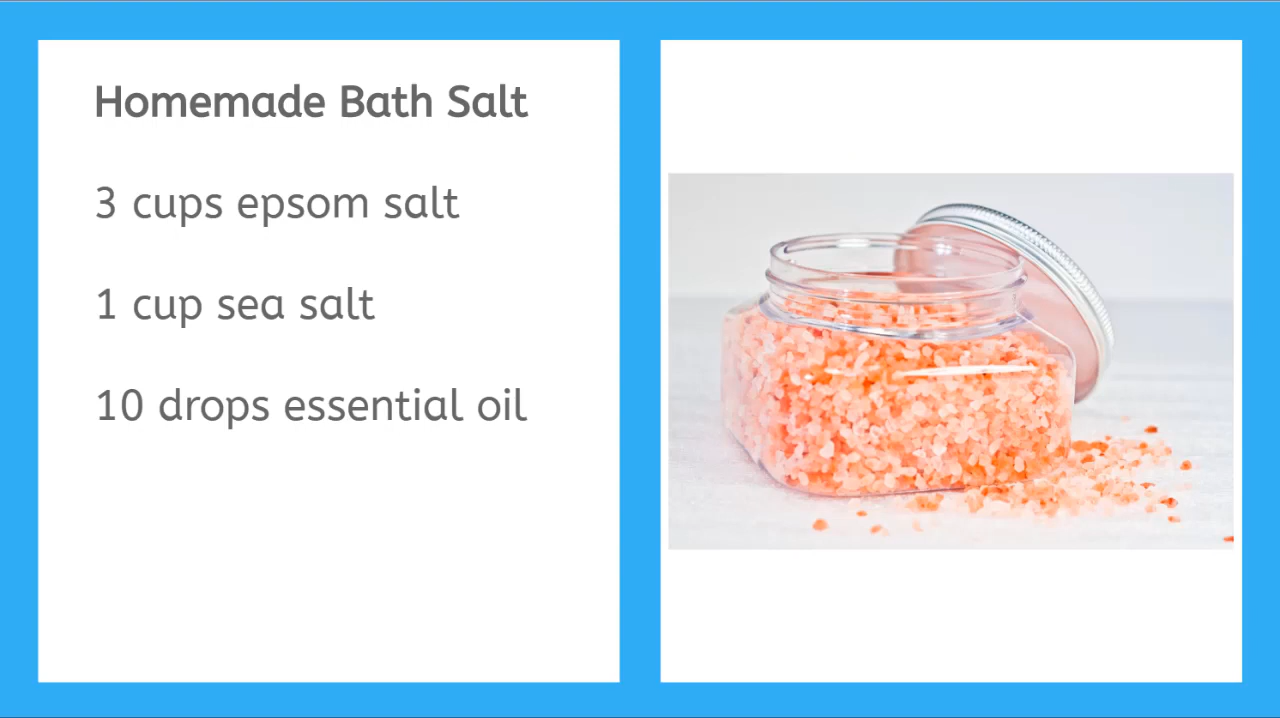 Homemade Bath Salt
3 cups epsom salt
1 cup sea salt
10 drops essential oil